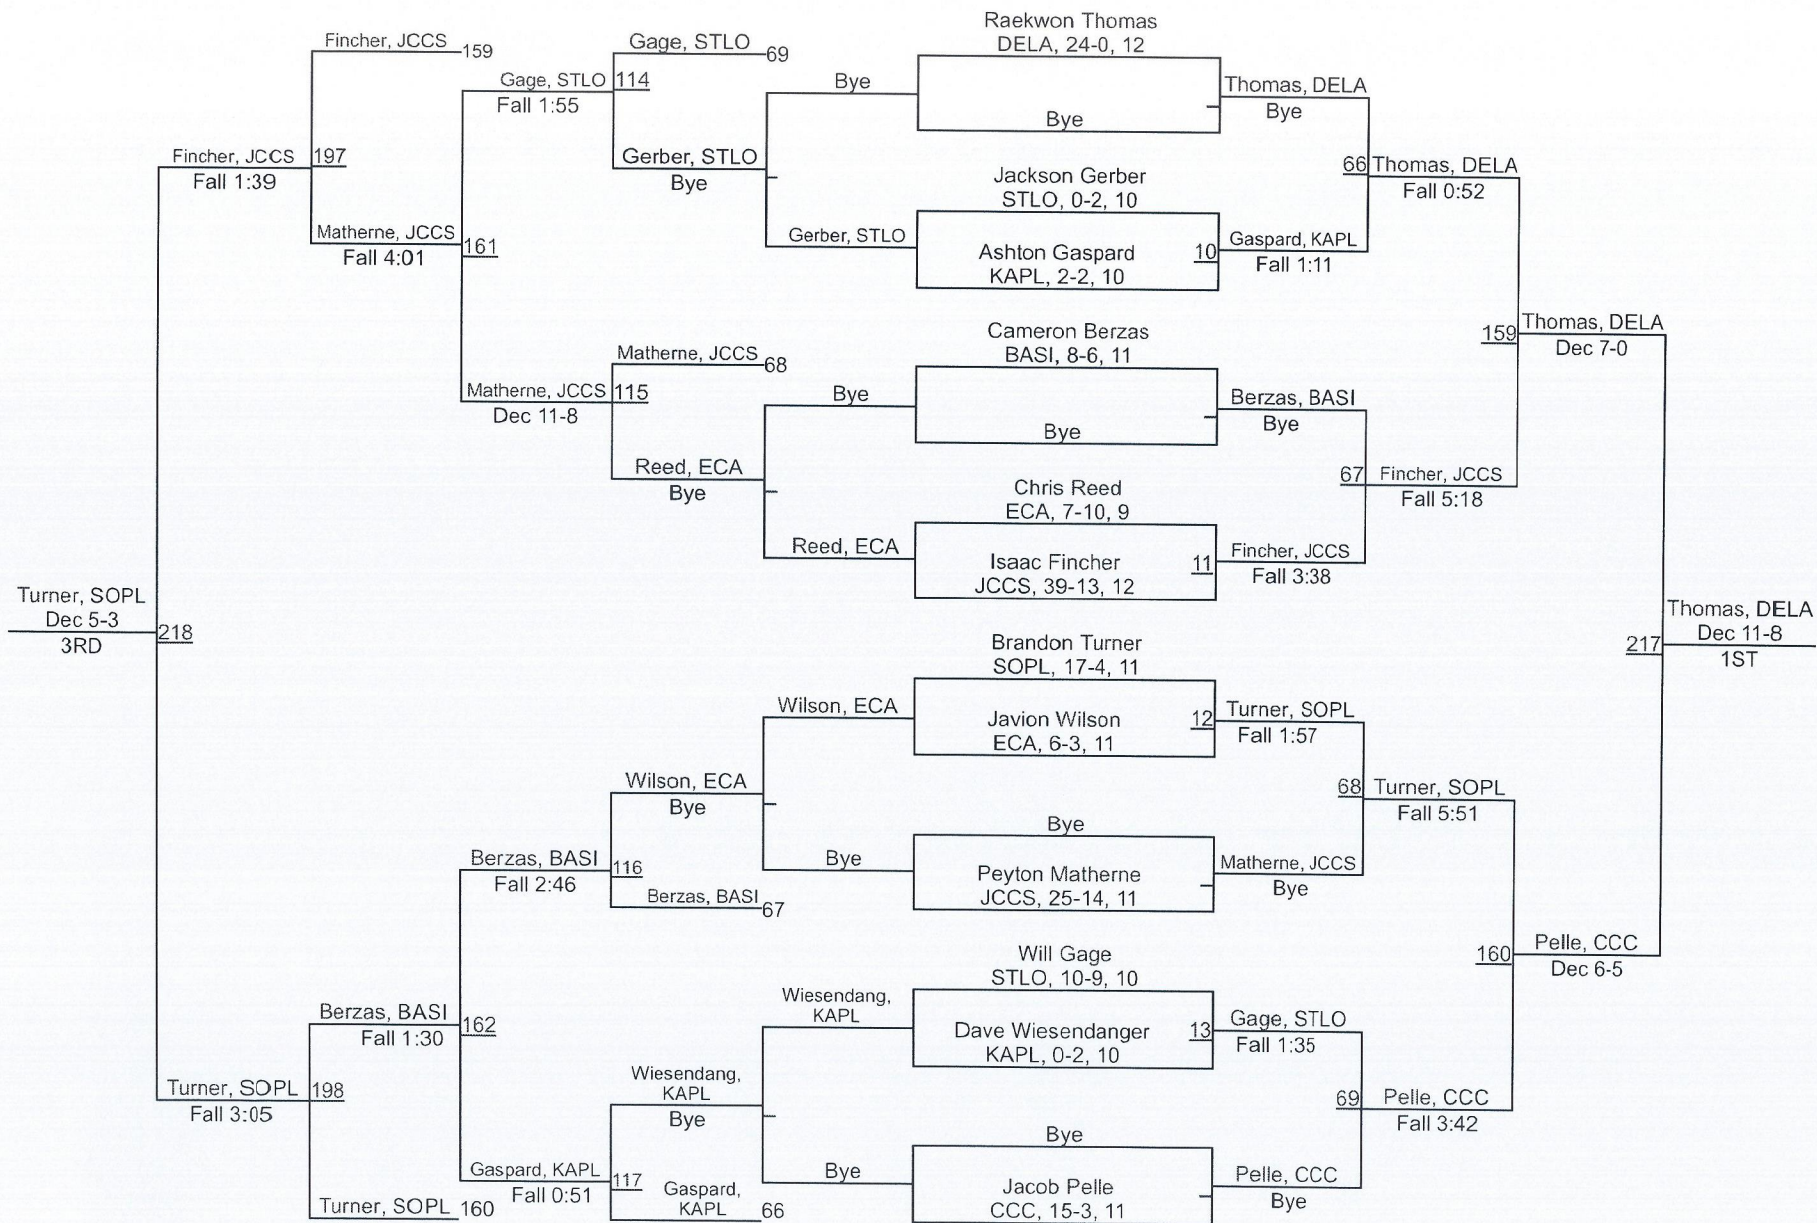 Fincher, JCCS
159
Fincher, JCCS
Fall 1:39
197
Matherne, JCCS
Fall 4:01
161
Gage, STLO
Fall 1:55
114
Gage, STLO
69
Gerber, STLO
Bye
Bye
Gerber, STLO
Matherne, JCCS
Dec 11-8
115
Matherne, JCCS
68
Reed, ECA
Bye
Bye
Reed, ECA
Turner, SOPL
Dec 5-3
3RD
218
Wilson, ECA
Bye
Wilson, ECA
Bye
Berzas, BASI
Fall 2:46
116
Berzas, BASI
67
Berzas, BASI
Fall 1:30
162
Turner, SOPL
Fall 3:05
198
Turner, SOPL
160
Gaspard, KAPL
Fall 0:51
117
Wiesendang,
KAPL
Bye
Gaspard,
KAPL
66
Wiesendang,
KAPL
Bye
Raekwon Thomas
DELA, 24-0, 12
Bye
Thomas, DELA
Bye
Jackson Gerber
STLO, 0-2, 10
Ashton Gaspard
KAPL, 2-2, 10
10
Gaspard, KAPL
Fall 1:11
66
Thomas, DELA
Fall 0:52
Cameron Berzas
BASI, 8-6, 11
Bye
Berzas, BASI
Bye
Chris Reed
ECA, 7-10, 9
Isaac Fincher
JCCS, 39-13, 12
11
Fincher, JCCS
Fall 3:38
67
Fincher, JCCS
Fall 5:18
159
Thomas, DELA
Dec 7-0
Brandon Turner
SOPL, 17-4, 11
Javion Wilson
ECA, 6-3, 11
12
Turner, SOPL
Fall 1:57
Bye
Peyton Matherne
JCCS, 25-14, 11
Matherne, JCCS
Bye
68
Turner, SOPL
Fall 5:51
Will Gage
STLO, 10-9, 10
Dave Wiesendanger
KAPL, 0-2, 10
13
Gage, STLO
Fall 1:35
Bye
Jacob Pelle
CCC, 15-3, 11
Pelle, CCC
Bye
69
Pelle, CCC
Fall 3:42
160
Pelle, CCC
Dec 6-5
217
Thomas, DELA
Dec 11-8
1ST